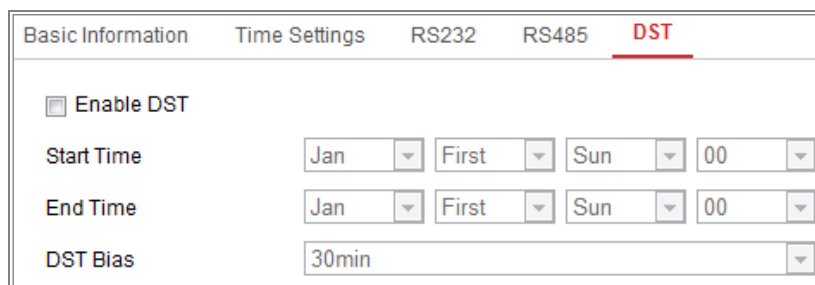 Basic Information Time Settings RS232 RS485 DST
Enable DST
Start Time Jan First Sun 00
End Time Jan First Sun 00
DST Bias 30min